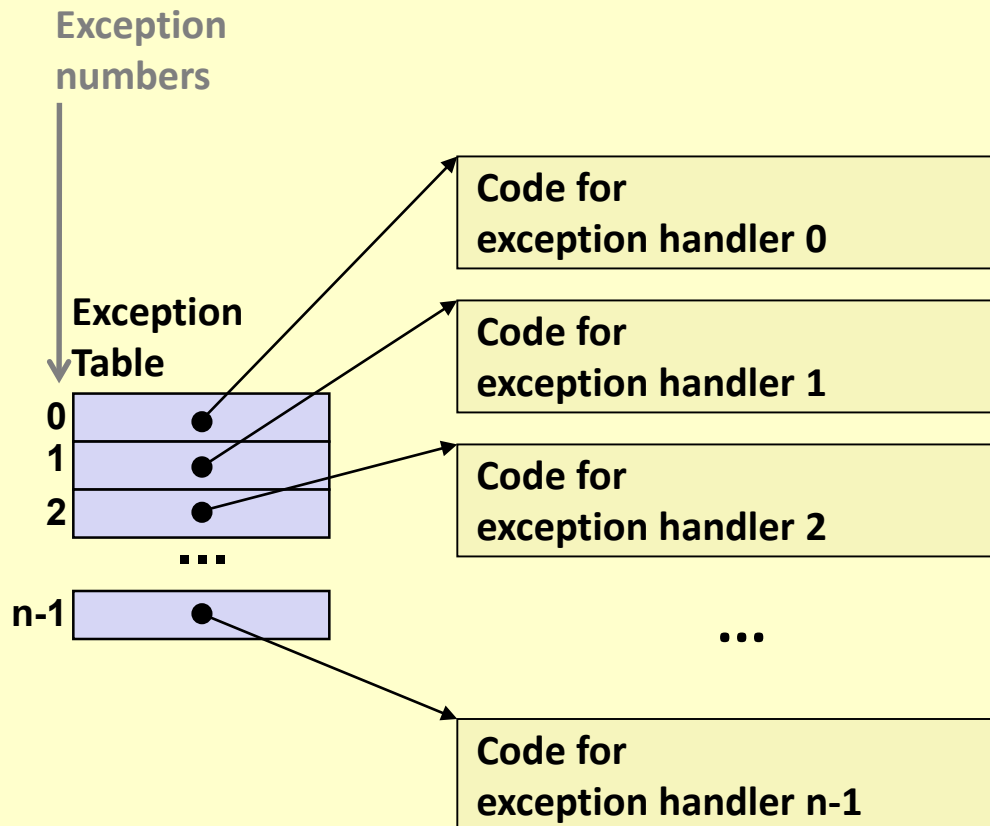 Exception
numbers
Code for
exception handler 0
Exception
Table
Code for
exception handler 1
0
1
2
...
n-1
Code for
exception handler 2
...
Code for
exception handler n-1